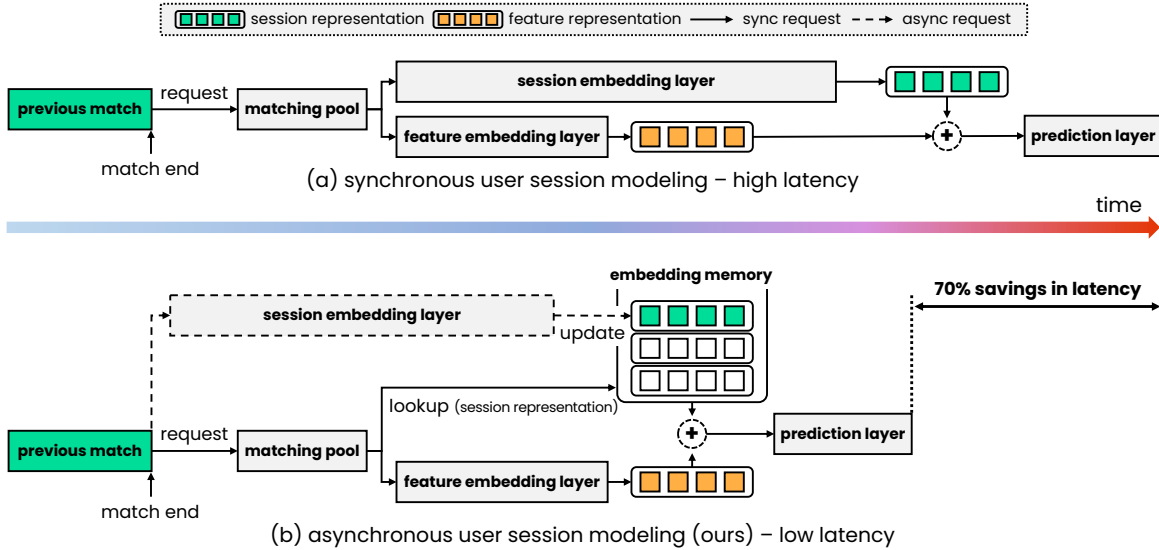 session representation feature representation sync request async request
session embedding layer
request
previous match matching pool
+
feature embedding layer prediction layer
match end
(a) synchronous user session modeling – high latency
time
embedding memory
70% savings in latency
session embedding layer
update
lookup (session representation)
request
+
prediction layer
previous match matching pool
feature embedding layer
match end
(b) asynchronous user session modeling (ours) – low latency